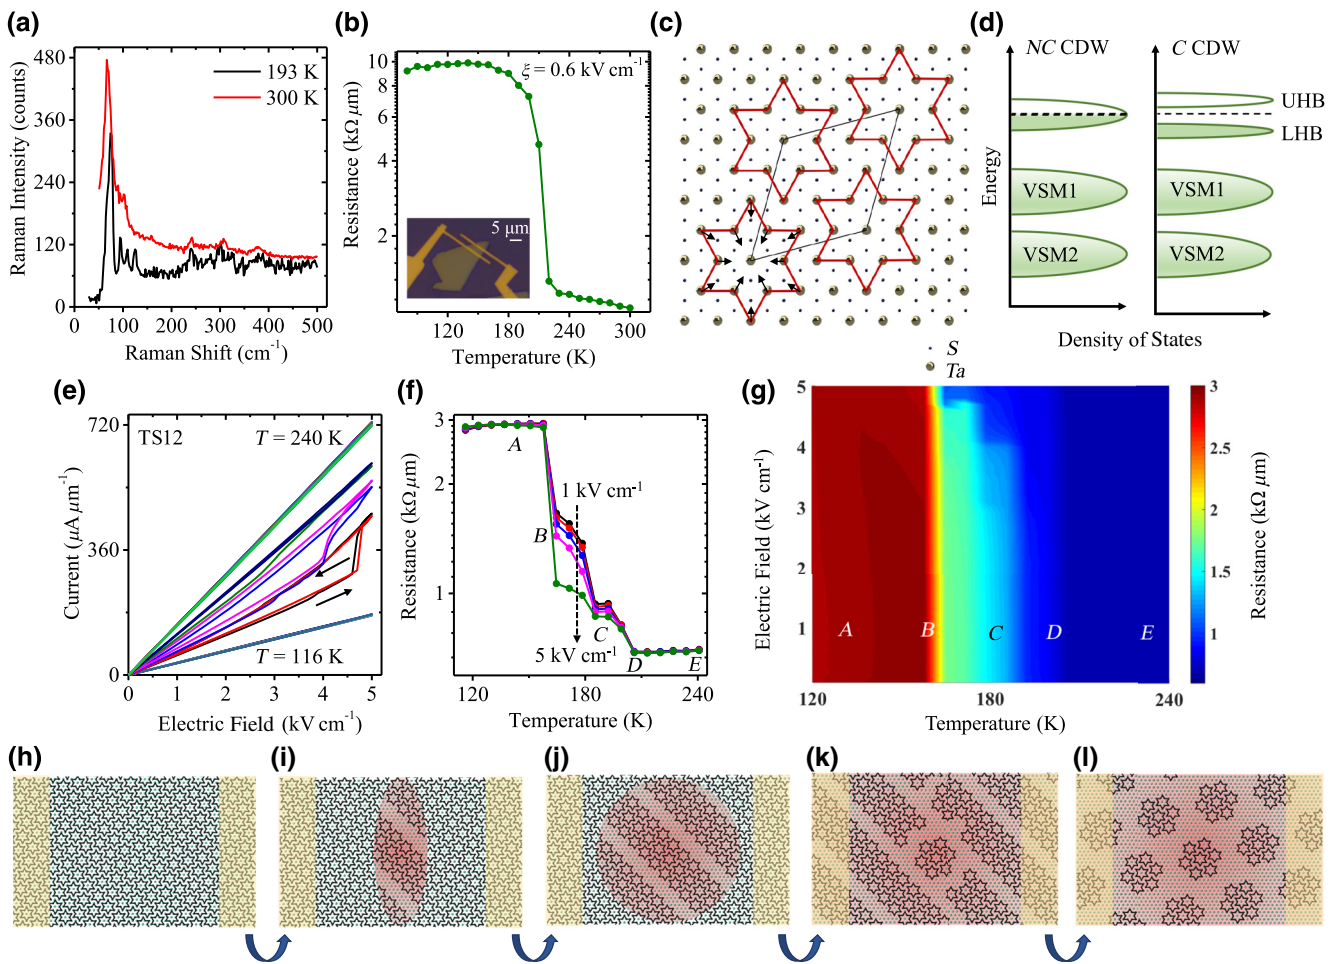 (a)
Raman Intensity (counts)
480
360
240
120
0
193 K
300 K
0 100 200 300 400 500
Raman Shift (cm⁻¹)
(b)
Resistance (kΩ μm)
10
8
6
4
2
ξ = 0.6 kV cm⁻¹
5 μm
120 180 240 300
Temperature (K)
(c)
S
Ta
(d)
Energy
NC CDW
C CDW
UHB
LHB
VSM1
VSM1
VSM2
VSM2
Density of States
(e)
Current (μA μm⁻¹)
720
360
0
TS12
T = 240 K
T = 116 K
0 1 2 3 4 5
Electric Field (kV cm⁻¹)
(f)
Resistance (kΩ μm)
3
2
1
A
1 kV cm⁻¹
B
C
5 kV cm⁻¹
D
E
120 160 200 240
Temperature (K)
(g)
Electric Field (kV cm⁻¹)
5
4
3
2
1
A B C D E
120 180 240
Temperature (K)
3
2.5
2
1.5
1
Resistance (kΩ μm)
(h)
(i)
(j)
(k)
(l)